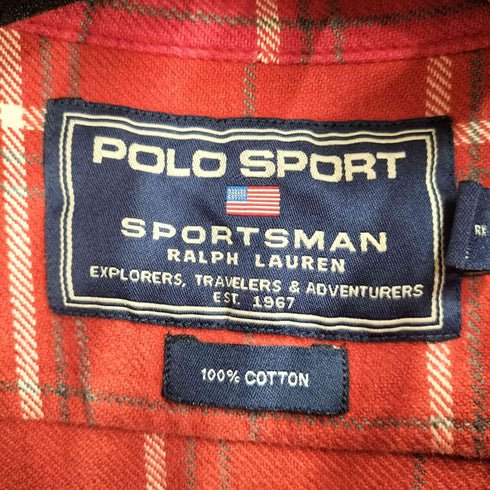 POLO SPORT
SPORTSMAN
RALPH LAUREN
EXPLORERS, TRAVELERS & ADVENTURERS
EST. 1967
100% COTTON